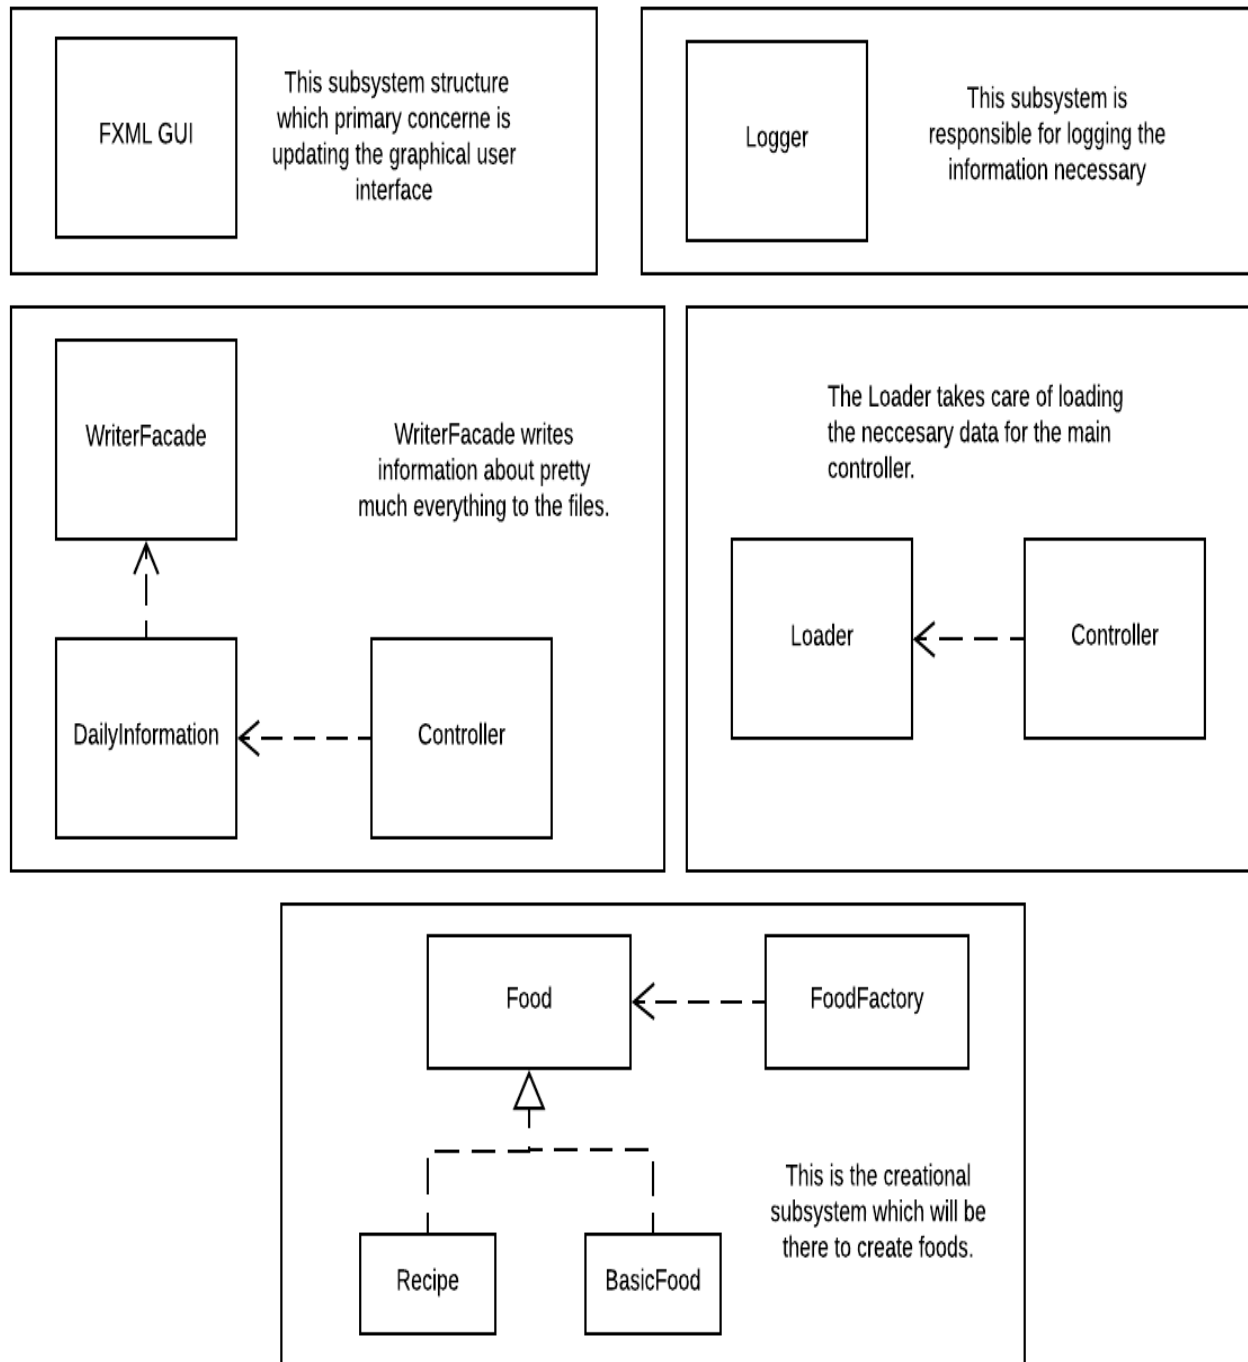 FXML GUI
This subsystem structure
which primary concerne is
updating the graphical user
interface
Logger
This subsystem is
responsible for logging the
information necessary
WriterFacade
WriterFacade writes
information about pretty
much everything to the files.
DailyInformation
Controller
The Loader takes care of loading
the neccesary data for the main
controller.
Loader
Controller
Food
FoodFactory
This is the creational
subsystem which will be
there to create foods.
Recipe
BasicFood